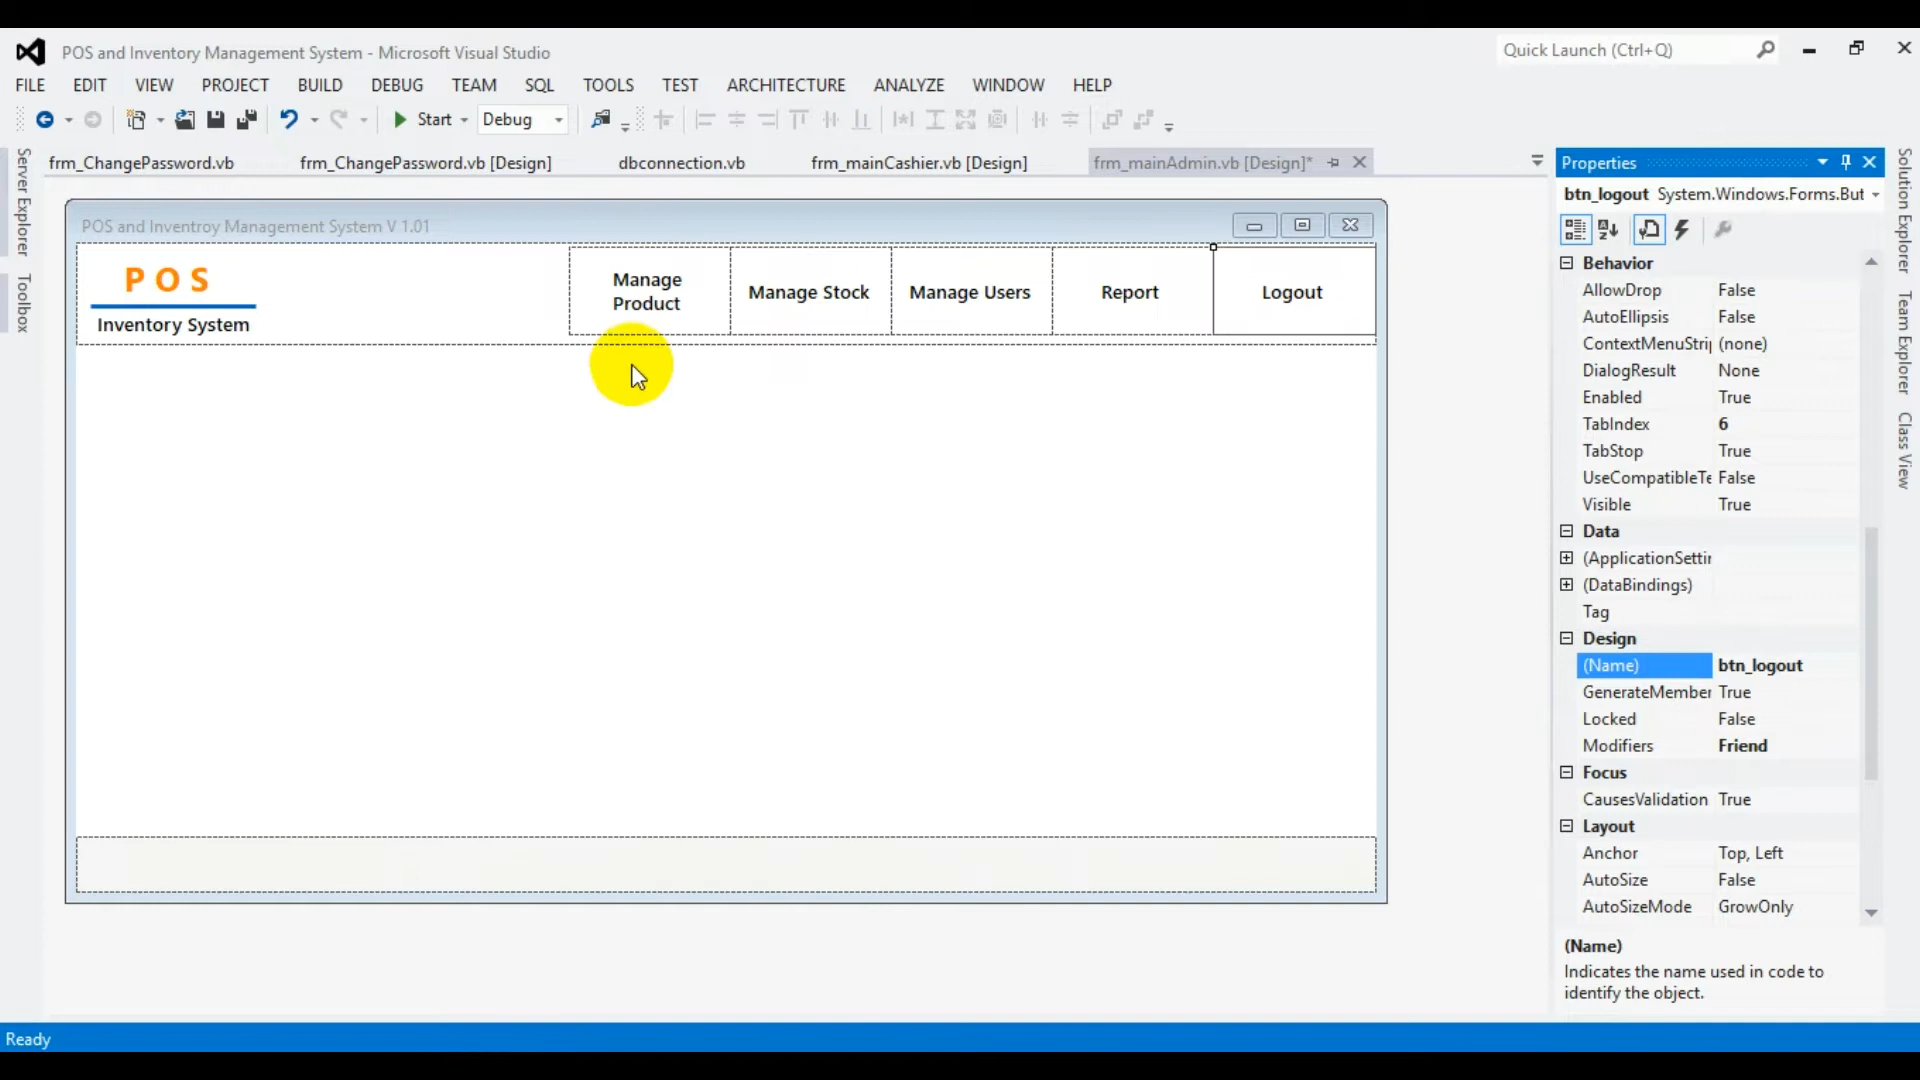 POS and Inventory Management System - Microsoft Visual Studio
Quick Launch (Ctrl+Q)
FILE EDIT VIEW PROJECT BUILD DEBUG TEAM SQL TOOLS TEST ARCHITECTURE ANALYZE WINDOW HELP
Start Debug
frm_ChangePassword.vb frm_ChangePassword.vb [Design] dbconnection.vb frm_mainCashier.vb [Design] frm_mainAdmin.vb [Design]*
Server Explorer
Toolbox
POS and Inventroy Management System V 1.01
P O S
Inventory System
Manage
Product
Manage Stock
Manage Users
Report
Logout
Properties
btn_logout System.Windows.Forms.But
Behavior
AllowDrop False
AutoEllipsis False
ContextMenuStrip (none)
DialogResult None
Enabled True
TabIndex 6
TabStop True
UseCompatibleTe False
Visible True
Data
(ApplicationSettin
(DataBindings)
Tag
Design
(Name) btn_logout
GenerateMember True
Locked False
Modifiers Friend
Focus
CausesValidation True
Layout
Anchor Top, Left
AutoSize False
AutoSizeMode GrowOnly
(Name)
Indicates the name used in code to
identify the object.
Solution Explorer
Team Explorer
Class View
Ready